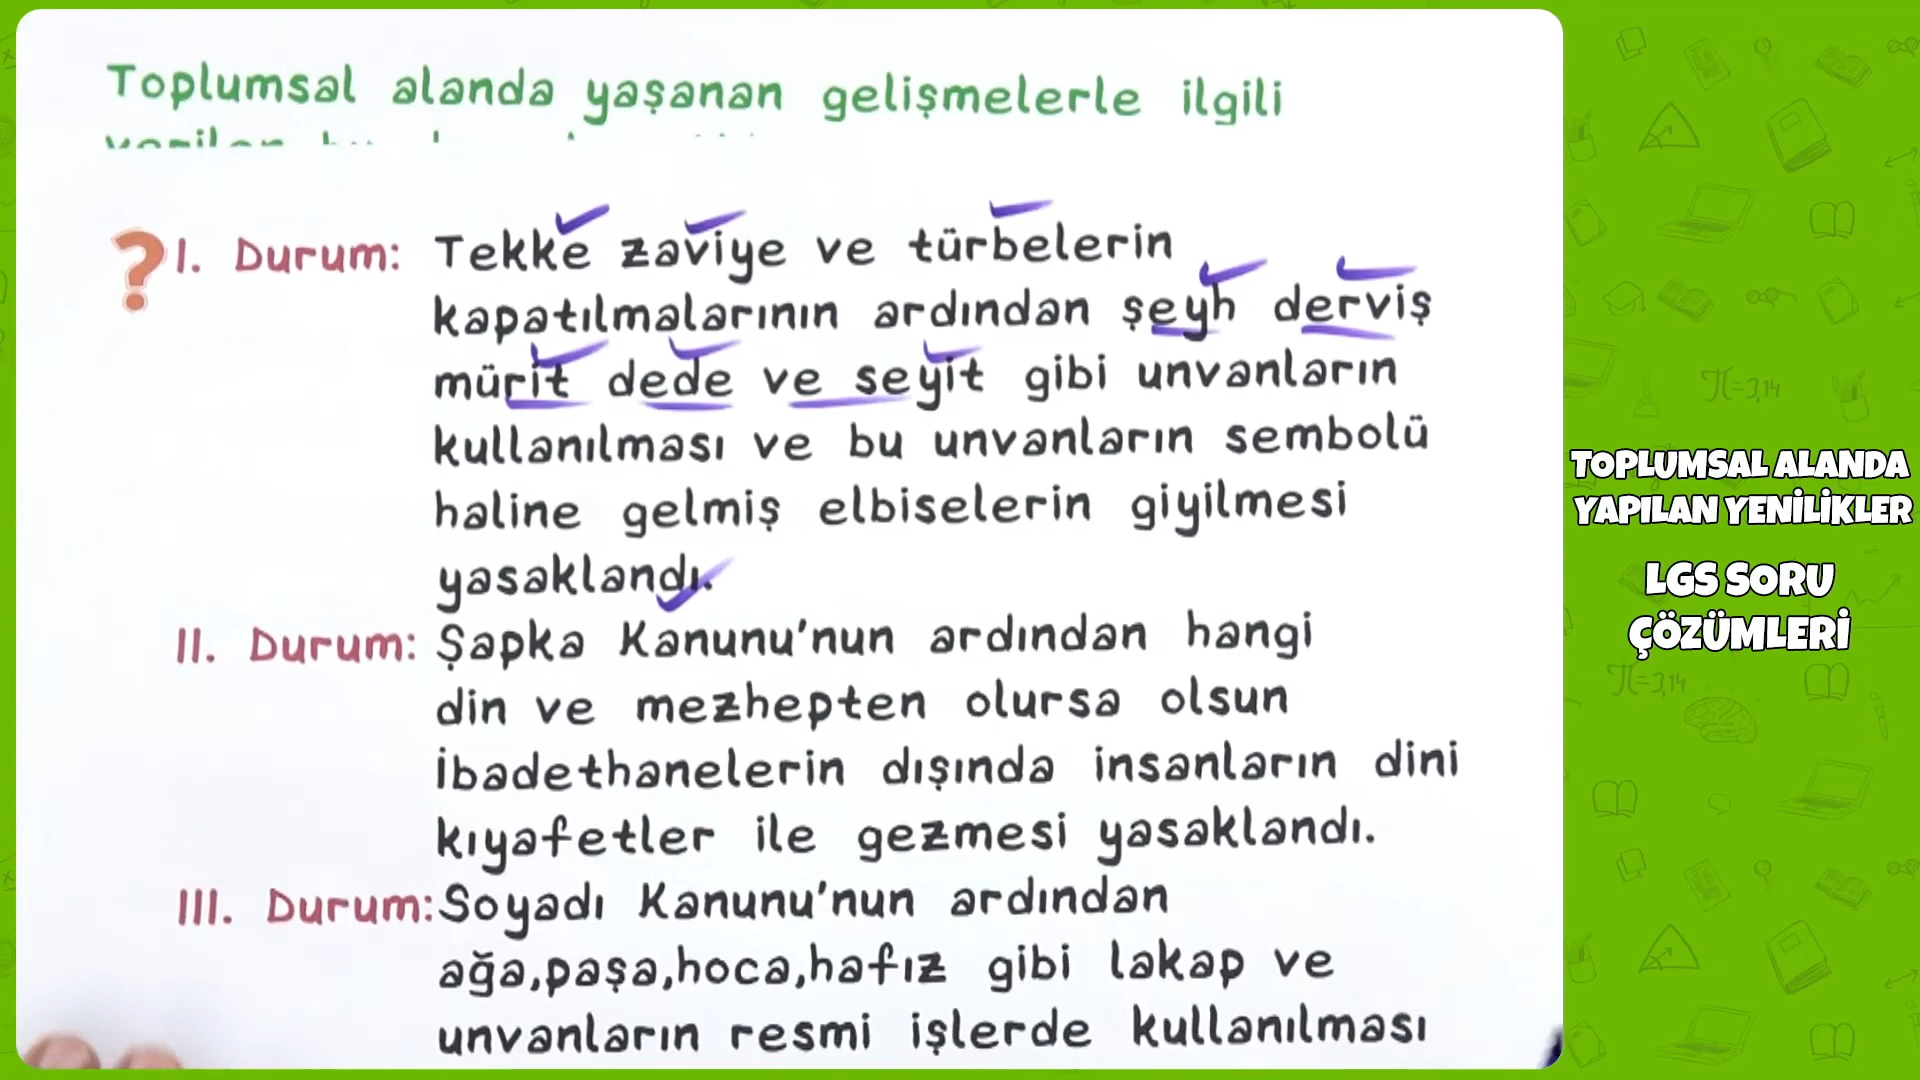 Toplumsal alanda yaşanan gelişmelerle ilgili
I. Durum: Tekke zaviye ve türbelerin
kapatılmalarının ardından şeyh derviş
mürit dede ve seyit gibi unvanların
kullanılması ve bu unvanların sembolü
haline gelmiş elbiselerin giyilmesi
yasaklandı.
II. Durum: Şapka Kanunu'nun ardından hangi
din ve mezhepten olursa olsun
ibadethanelerin dışında insanların dini
kıyafetler ile gezmesi yasaklandı.
III. Durum: Soyadı Kanunu'nun ardından
ağa,paşa,hoca,hafız gibi lakap ve
unvanların resmi işlerde kullanılması
TOPLUMSAL ALANDA
YAPILAN YENİLİKLER
LGS SORU
ÇÖZÜMLERİ
π=3,14
π=3,14